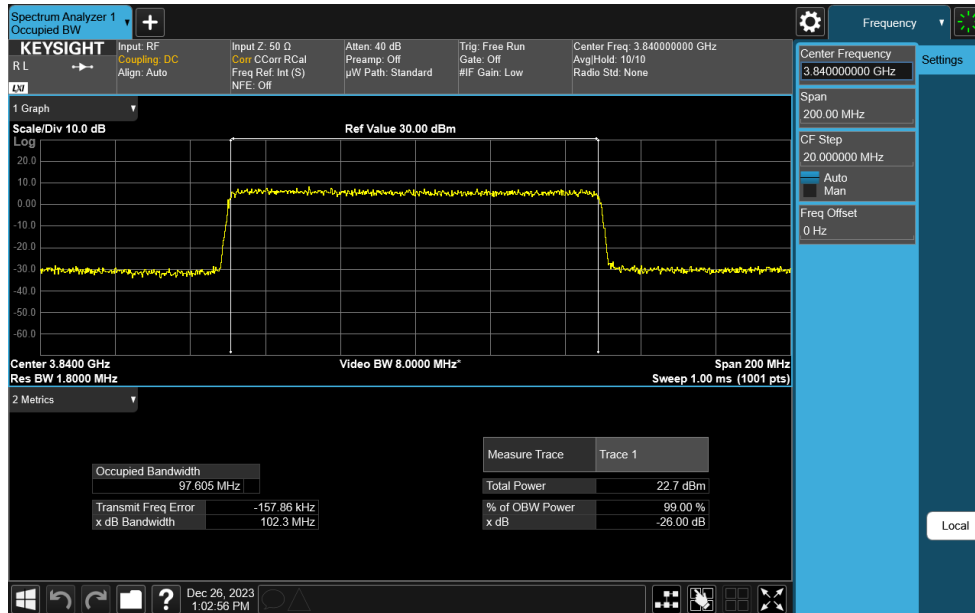 Spectrum Analyzer 1
Occupied BW
Frequency
KEYSIGHT
R L
LXI
Input: RF
Coupling: DC
Align: Auto
Input Z: 50 Ω
Corr CCorr RCal
Freq Ref: Int (S)
NFE: Off
Atten: 40 dB
Preamp: Off
µW Path: Standard
Trig: Free Run
Gate: Off
#IF Gain: Low
Center Freq: 3.840000000 GHz
Avg|Hold: 10/10
Radio Std: None
Center Frequency
3.840000000 GHz
Settings
Span
200.00 MHz
CF Step
20.000000 MHz
Auto
Man
Freq Offset
0 Hz
Local
1 Graph
Scale/Div 10.0 dB
Ref Value 30.00 dBm
Log
20.0
10.0
0.00
-10.0
-20.0
-30.0
-40.0
-50.0
-60.0
Center 3.8400 GHz
Video BW 8.0000 MHz*
Span 200 MHz
Res BW 1.8000 MHz
Sweep 1.00 ms (1001 pts)
2 Metrics
Measure Trace Trace 1
Occupied Bandwidth
97.605 MHz
Total Power 22.7 dBm
Transmit Freq Error -157.86 kHz
% of OBW Power 99.00 %
x dB Bandwidth 102.3 MHz
x dB -26.00 dB
?
Dec 26, 2023
1:02:56 PM